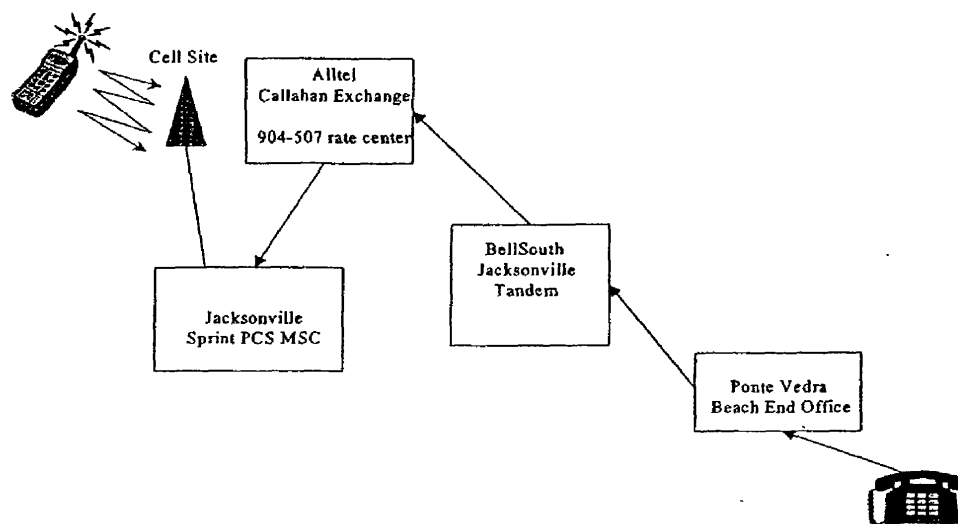 Cell Site
Alltel
Callahan Exchange
904-507 rate center
BellSouth
Jacksonville
Tandem
Jacksonville
Sprint PCS MSC
Ponte Vedra
Beach End Office